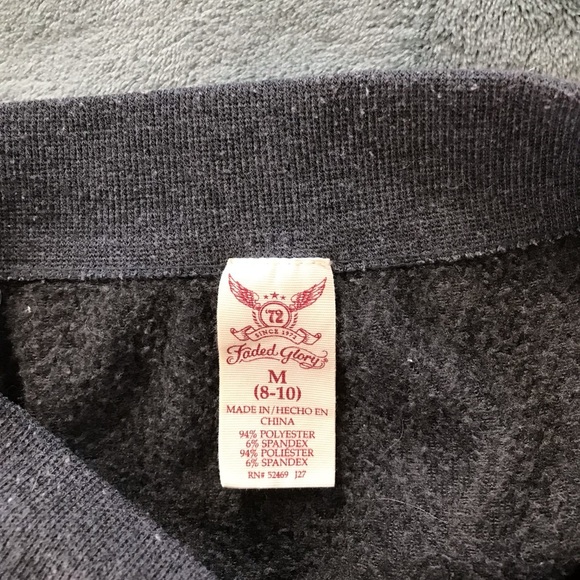 '72
SINCE 1972
Faded Glory
M
(8-10)
MADE IN/HECHO EN
CHINA
94% POLYESTER
6% SPANDEX
94% POLIÉSTER
6% SPANDEX
RN# 52469 J27